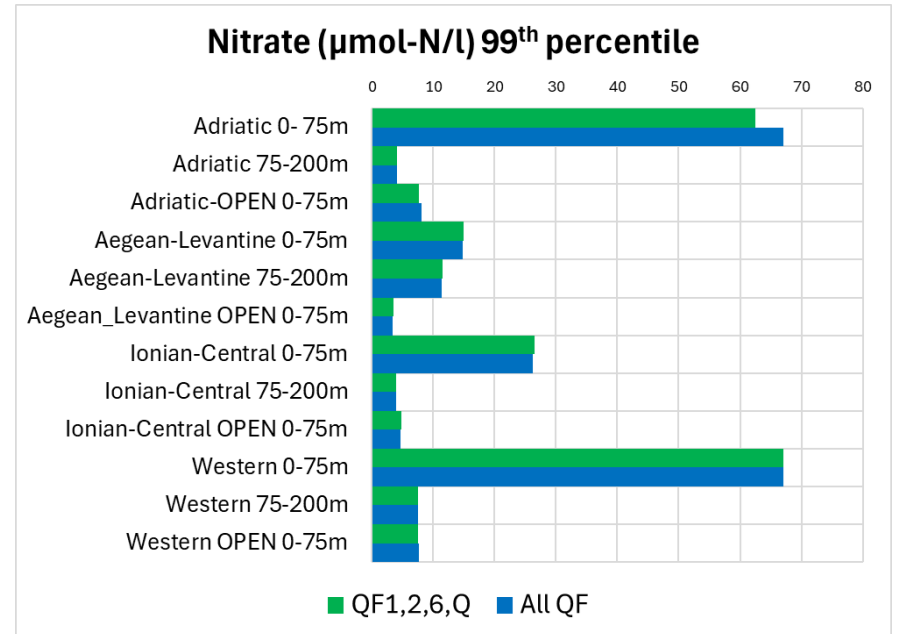 Nitrate (µmol-N/l) 99th percentile
0 10 20 30 40 50 60 70 80
Adriatic 0- 75m
Adriatic 75-200m
Adriatic-OPEN 0-75m
Aegean-Levantine 0-75m
Aegean-Levantine 75-200m
Aegean_Levantine OPEN 0-75m
Ionian-Central 0-75m
Ionian-Central 75-200m
Ionian-Central OPEN 0-75m
Western 0-75m
Western 75-200m
Western OPEN 0-75m
QF1,2,6,Q All QF